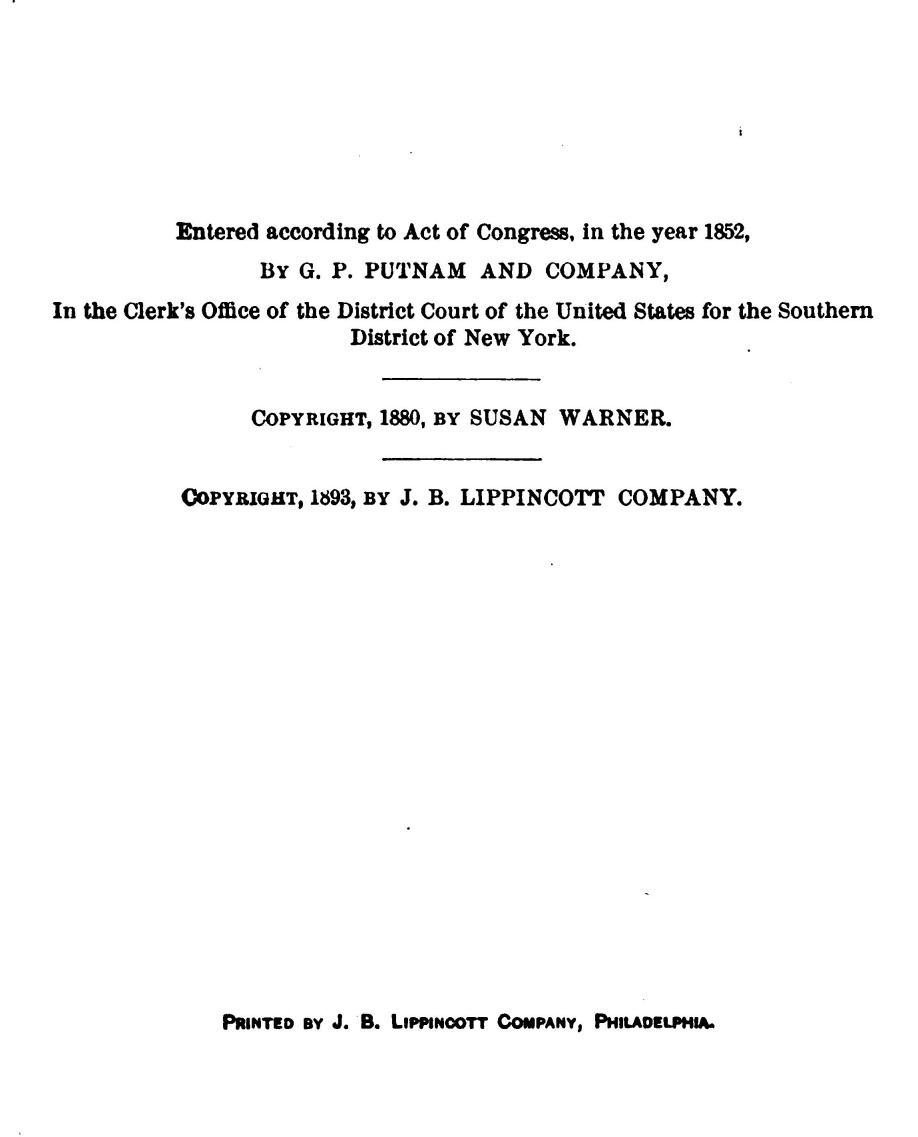 Entered according to Act of Congress, in the year 1852,
BY G. P. PUTNAM AND COMPANY,
In the Clerk's Office of the District Court of the United States for the Southern
District of New York.
COPYRIGHT, 1880, BY SUSAN WARNER.
COPYRIGHT, 1893, BY J. B. LIPPINCOTT COMPANY.
PRINTED BY J. B. LIPPINCOTT COMPANY, PHILADELPHIA.